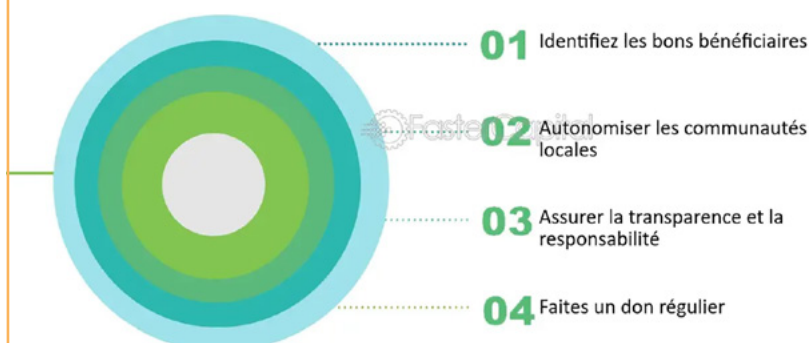 01 Identifiez les bons bénéficiaires
FasterCapital
02 Autonomiser les communautés
locales
03 Assurer la transparence et la
responsabilité
04 Faites un don régulier